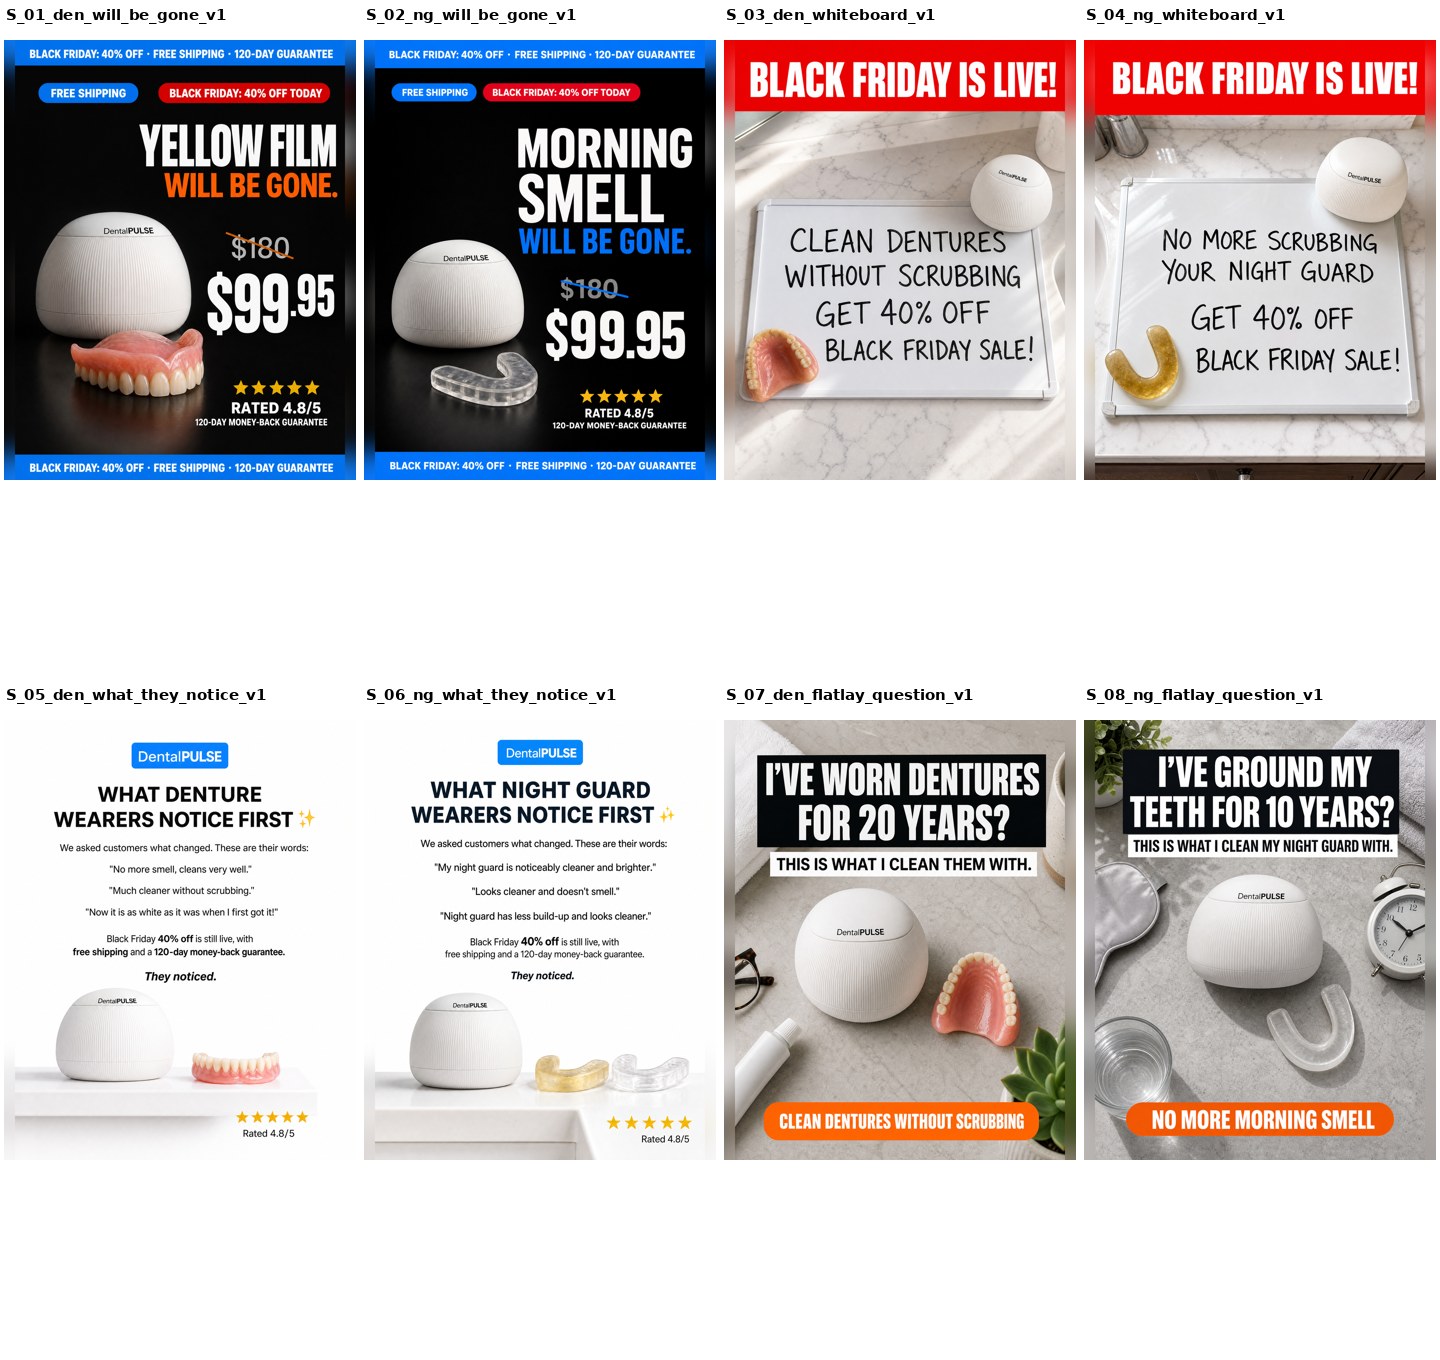 S_01_den_will_be_gone_v1
BLACK FRIDAY: 40% OFF · FREE SHIPPING · 120-DAY GUARANTEE
FREE SHIPPING
BLACK FRIDAY: 40% OFF TODAY
YELLOW FILM
WILL BE GONE.
DentalPULSE
$180
$99.95
RATED 4.8/5
120-DAY MONEY-BACK GUARANTEE
BLACK FRIDAY: 40% OFF · FREE SHIPPING · 120-DAY GUARANTEE
S_02_ng_will_be_gone_v1
BLACK FRIDAY: 40% OFF · FREE SHIPPING · 120-DAY GUARANTEE
FREE SHIPPING
BLACK FRIDAY: 40% OFF TODAY
MORNING
SMELL
WILL BE GONE.
DentalPULSE
$180
$99.95
RATED 4.8/5
120-DAY MONEY-BACK GUARANTEE
BLACK FRIDAY: 40% OFF · FREE SHIPPING · 120-DAY GUARANTEE
S_03_den_whiteboard_v1
BLACK FRIDAY IS LIVE!
DentalPULSE
CLEAN DENTURES
WITHOUT SCRUBBING
GET 40% OFF
BLACK FRIDAY SALE!
S_04_ng_whiteboard_v1
BLACK FRIDAY IS LIVE!
DentalPULSE
NO MORE SCRUBBING
YOUR NIGHT GUARD
GET 40% OFF
BLACK FRIDAY SALE!
S_05_den_what_they_notice_v1
DentalPULSE
WHAT DENTURE
WEARERS NOTICE FIRST ✨
We asked customers what changed. These are their words:
"No more smell, cleans very well."
"Much cleaner without scrubbing."
"Now it is as white as it was when I first got it!"
Black Friday 40% off is still live, with
free shipping and a 120-day money-back guarantee.
They noticed.
DentalPULSE
Rated 4.8/5
S_06_ng_what_they_notice_v1
DentalPULSE
WHAT NIGHT GUARD
WEARERS NOTICE FIRST ✨
We asked customers what changed. These are their words:
"My night guard is noticeably cleaner and brighter."
"Looks cleaner and doesn't smell."
"Night guard has less build-up and looks cleaner."
Black Friday 40% off is still live, with
free shipping and a 120-day money-back guarantee.
They noticed.
DentalPULSE
Rated 4.8/5
S_07_den_flatlay_question_v1
I'VE WORN DENTURES
FOR 20 YEARS?
THIS IS WHAT I CLEAN THEM WITH.
DentalPULSE
CLEAN DENTURES WITHOUT SCRUBBING
S_08_ng_flatlay_question_v1
I'VE GROUND MY
TEETH FOR 10 YEARS?
THIS IS WHAT I CLEAN MY NIGHT GUARD WITH.
DentalPULSE
NO MORE MORNING SMELL